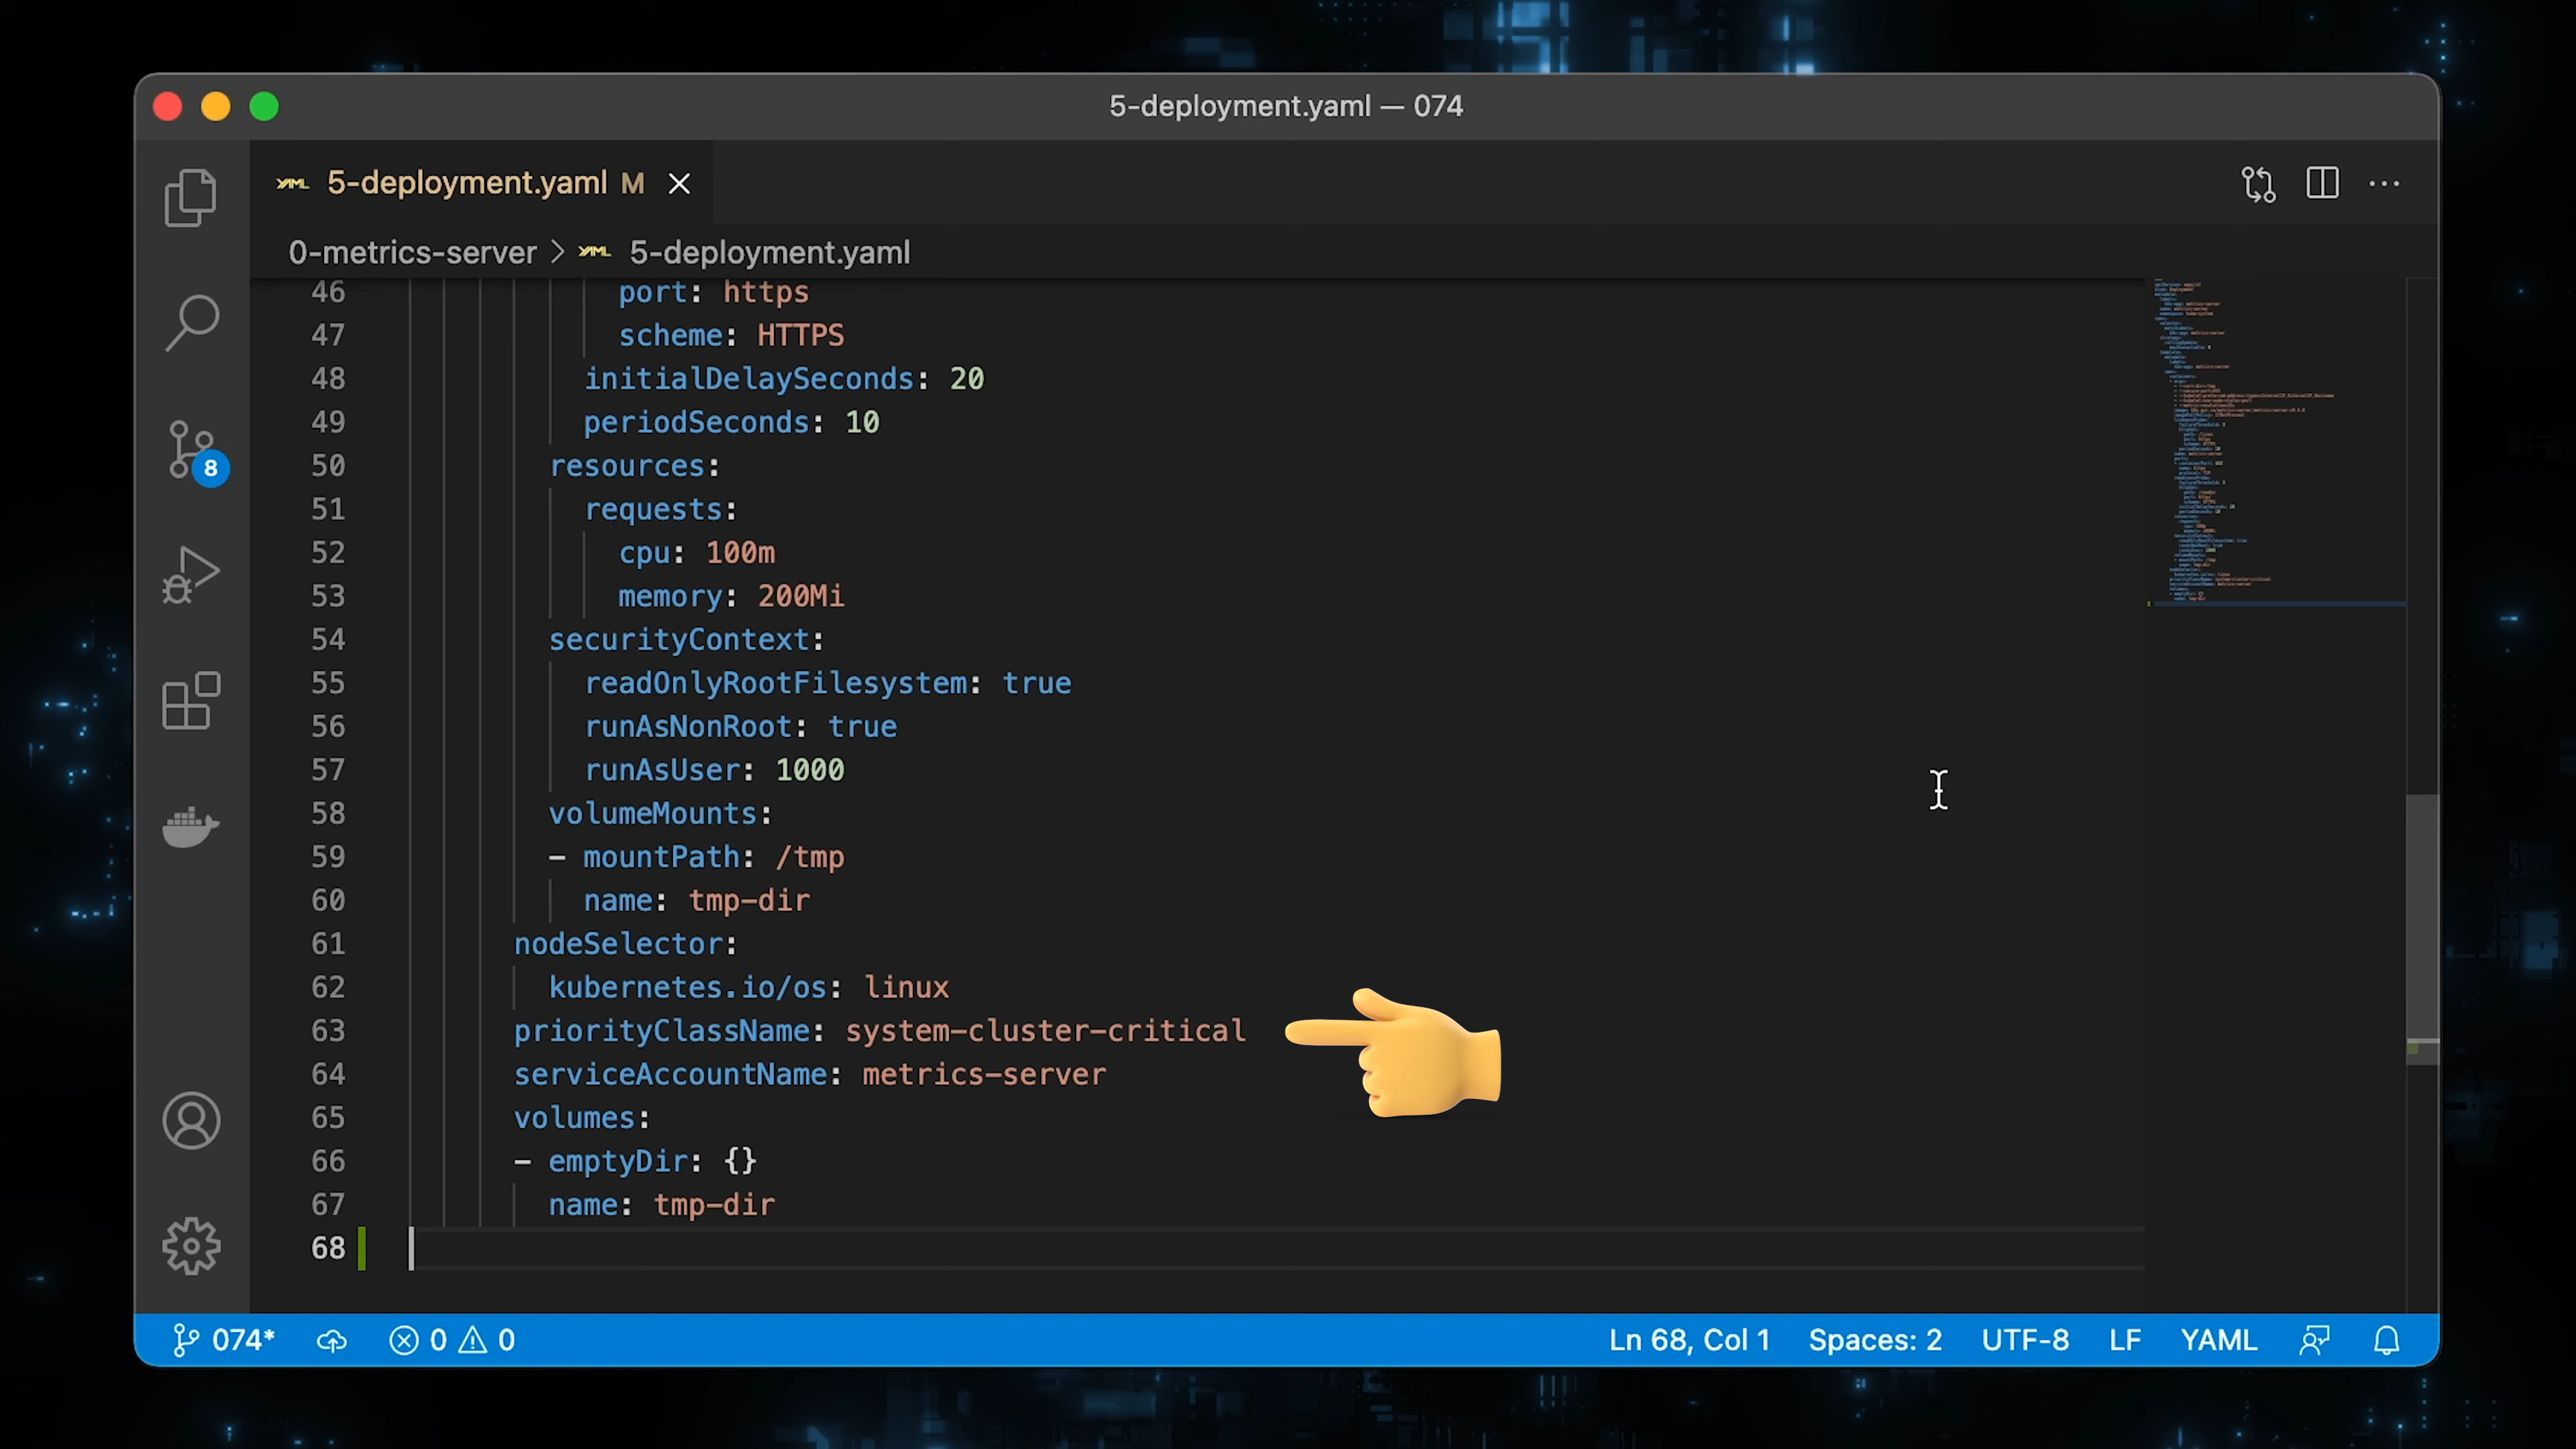 5-deployment.yaml — 074
YAML 5-deployment.yaml M
0-metrics-server > YAML 5-deployment.yaml
46 port: https
47 scheme: HTTPS
48 initialDelaySeconds: 20
49 periodSeconds: 10
50 resources:
51 requests:
52 cpu: 100m
53 memory: 200Mi
54 securityContext:
55 readOnlyRootFilesystem: true
56 runAsNonRoot: true
57 runAsUser: 1000
58 volumeMounts:
59 - mountPath: /tmp
60 name: tmp-dir
61 nodeSelector:
62 kubernetes.io/os: linux
63 priorityClassName: system-cluster-critical
64 serviceAccountName: metrics-server
65 volumes:
66 - emptyDir: {}
67 name: tmp-dir
68
8
074* 0 0 Ln 68, Col 1 Spaces: 2 UTF-8 LF YAML